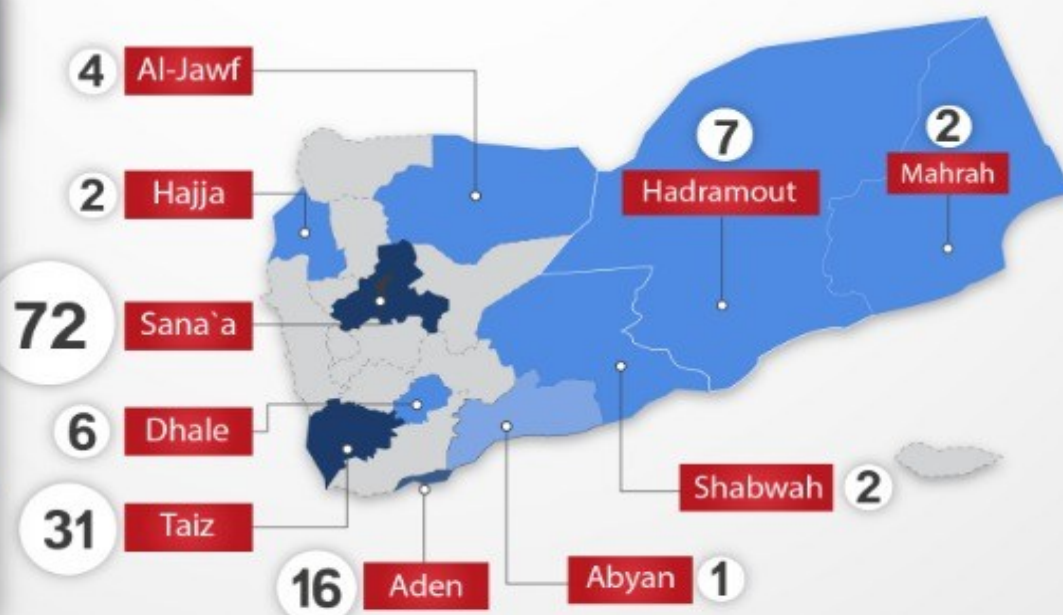 4 Al-Jawf
2 Hajja
72 Sana`a
6 Dhale
31 Taiz
16 Aden
Abyan 1
Shabwah 2
7
Hadramout
2
Mahrah